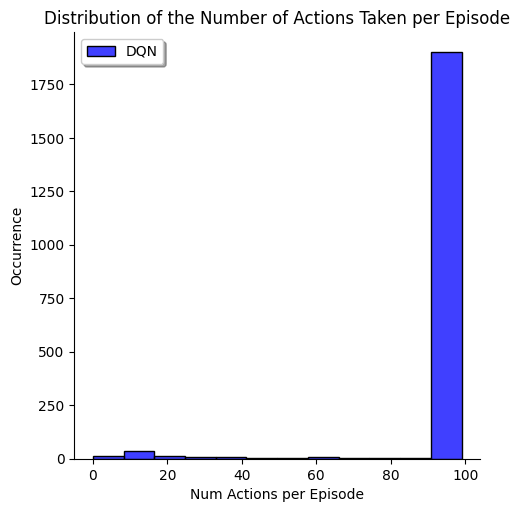 Distribution of the Number of Actions Taken per Episode
DQN
1750
1500
1250
1000
750
500
250
0
Occurrence
0 20 40 60 80 100
Num Actions per Episode